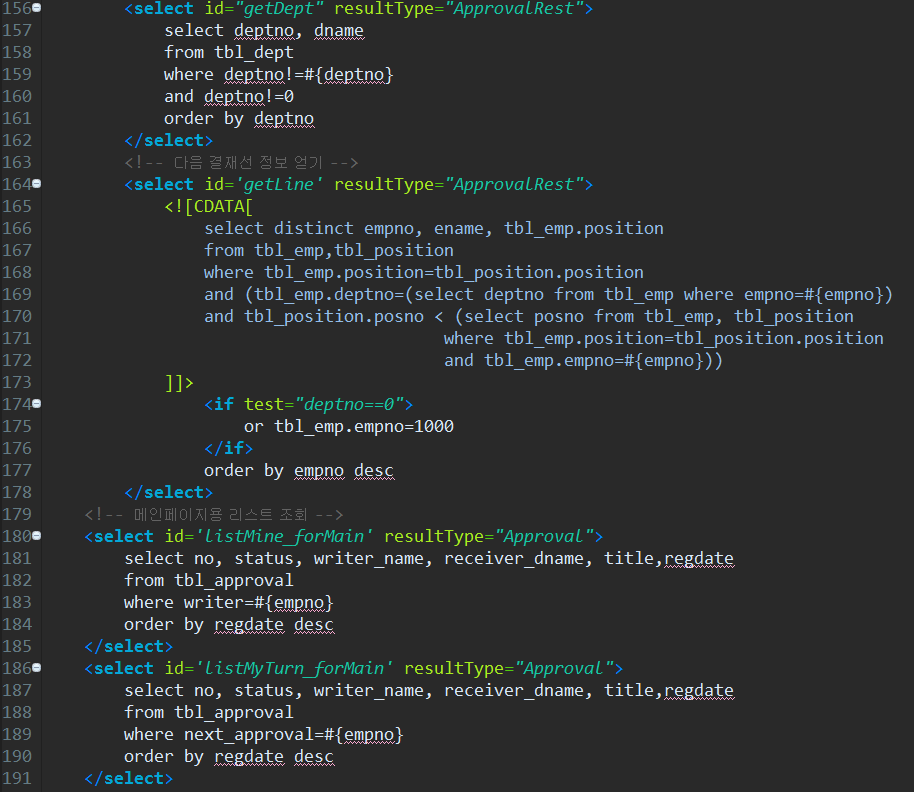 156 <select id="getDept" resultType="ApprovalRest">
157 select deptno, dname
158 from tbl_dept
159 where deptno!=#{deptno}
160 and deptno!=0
161 order by deptno
162 </select>
163 <!-- 다음 결재선 정보 얻기 -->
164 <select id='getLine' resultType="ApprovalRest">
165 <![CDATA[
166 select distinct empno, ename, tbl_emp.position
167 from tbl_emp,tbl_position
168 where tbl_emp.position=tbl_position.position
169 and (tbl_emp.deptno=(select deptno from tbl_emp where empno=#{empno})
170 and tbl_position.posno < (select posno from tbl_emp, tbl_position
171 where tbl_emp.position=tbl_position.position
172 and tbl_emp.empno=#{empno}))
173 ]]>
174 <if test="deptno==0">
175 or tbl_emp.empno=1000
176 </if>
177 order by empno desc
178 </select>
179 <!-- 메인페이지용 리스트 조회 -->
180 <select id='listMine_forMain' resultType="Approval">
181 select no, status, writer_name, receiver_dname, title,regdate
182 from tbl_approval
183 where writer=#{empno}
184 order by regdate desc
185 </select>
186 <select id='listMyTurn_forMain' resultType="Approval">
187 select no, status, writer_name, receiver_dname, title,regdate
188 from tbl_approval
189 where next_approval=#{empno}
190 order by regdate desc
191 </select>